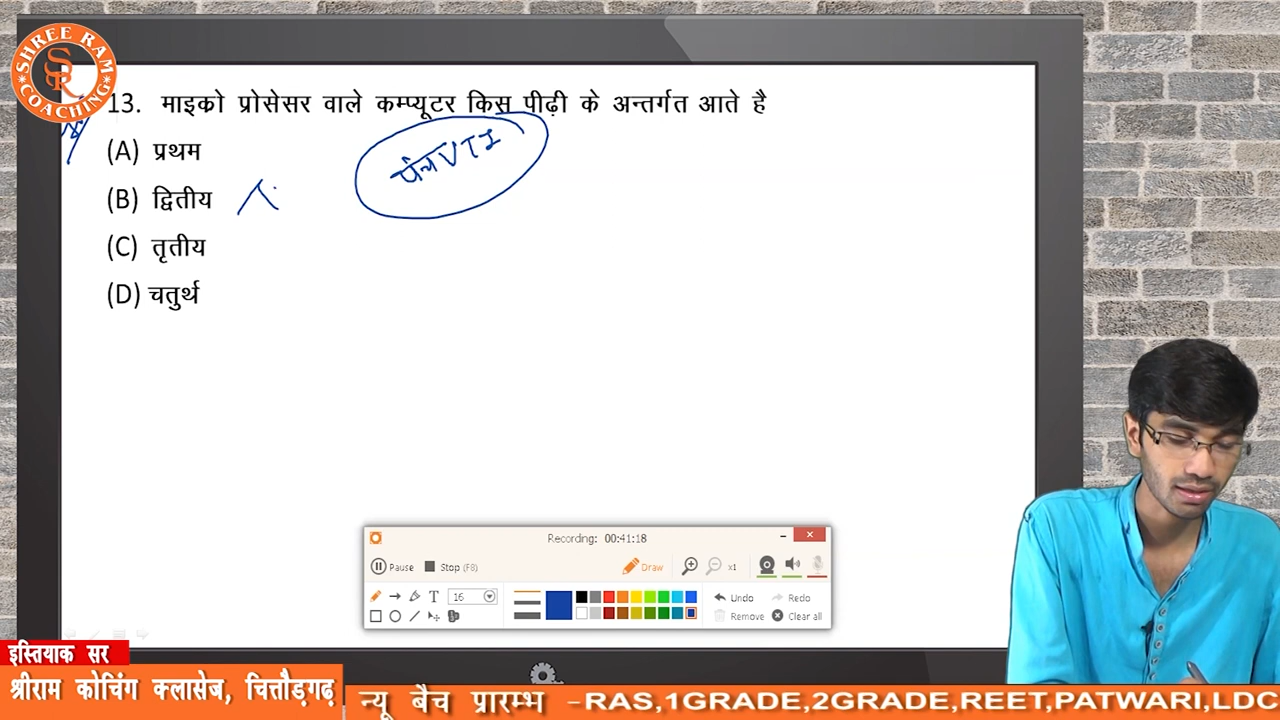 SHREE RAM
SR
COACHING
13. माइको प्रोसेसर वाले कम्प्यूटर किस पीढ़ी के अन्तर्गत आते है
(A) प्रथम
(B) द्वितीय
(C) तृतीय
(D) चतुर्थ
VTI
Recording: 00:41:18
Pause Stop (F8) Draw x1
T 16 Undo Redo
Remove Clear all
इस्तियाक सर
श्रीराम कोचिंग क्लासेज, चित्तौड़गढ़
न्यू बैच प्रारम्भ -RAS,1GRADE,2GRADE,REET,PATWARI,LDC